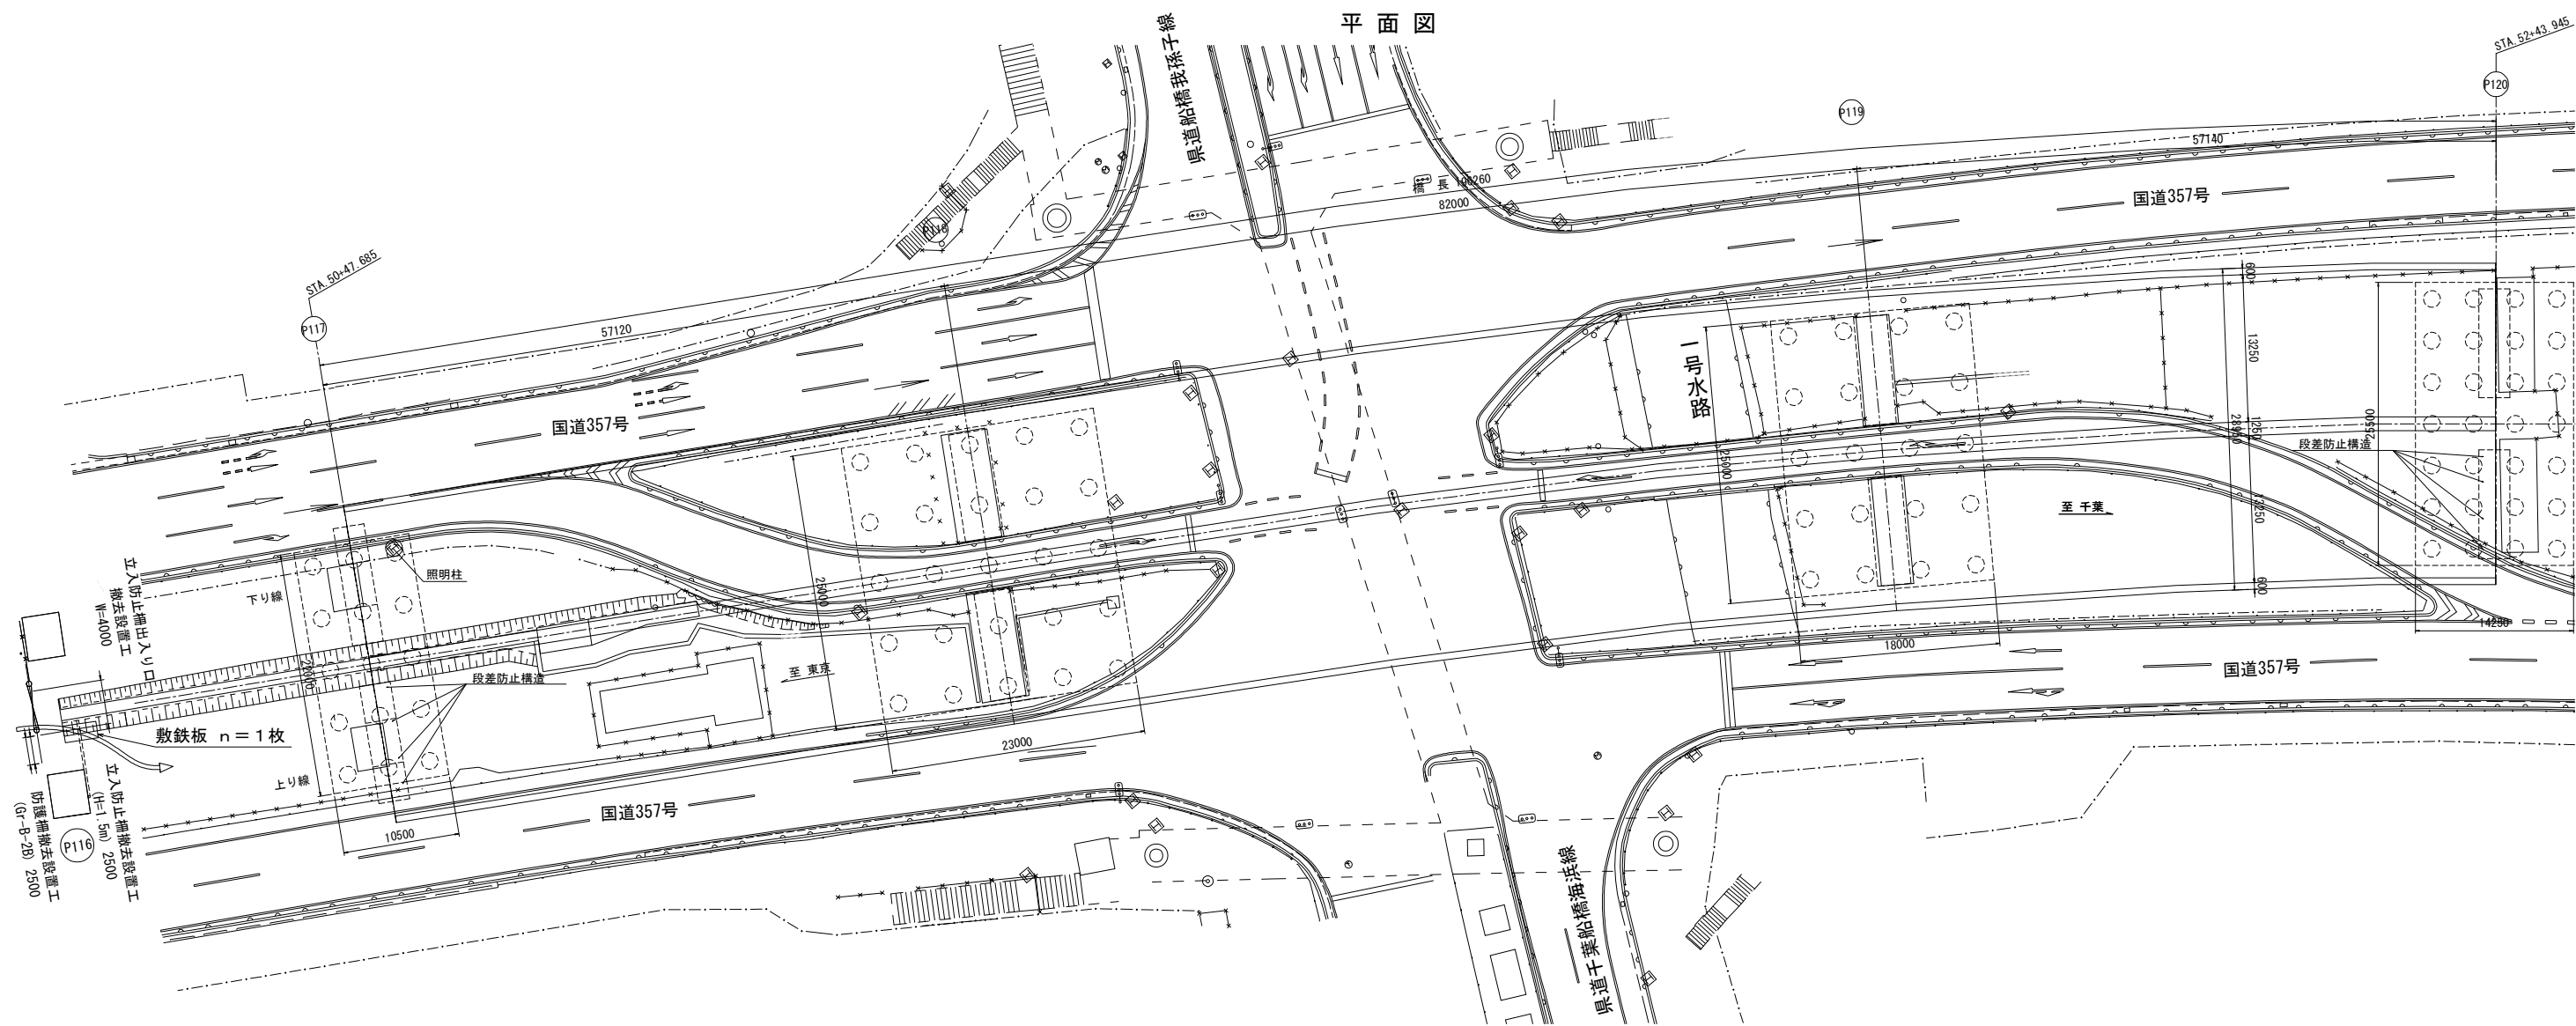 平 面 図
STA.52+43.945
P120
県道船橋我孫子線
P119
57140
国道357号
橋 長 196260
82000
P118
STA.50+47.685
P117
57120
600
13250
一号水路
25000
25500
1250
段差防止構造
国道357号
13250
至 千葉
600
14250
18000
国道357号
照明柱
下り線
25000
立入防止柵出入り口
撤去設置工
W=4000
至 東京
段差防止構造
敷鉄板 n=1枚
23000
上り線
国道357号
10500
P116
立入防止柵撤去設置工
(H=1.5m) 2500
防護柵撤去設置工
(Gr-B-2B) 2500
県道千葉船橋海浜線